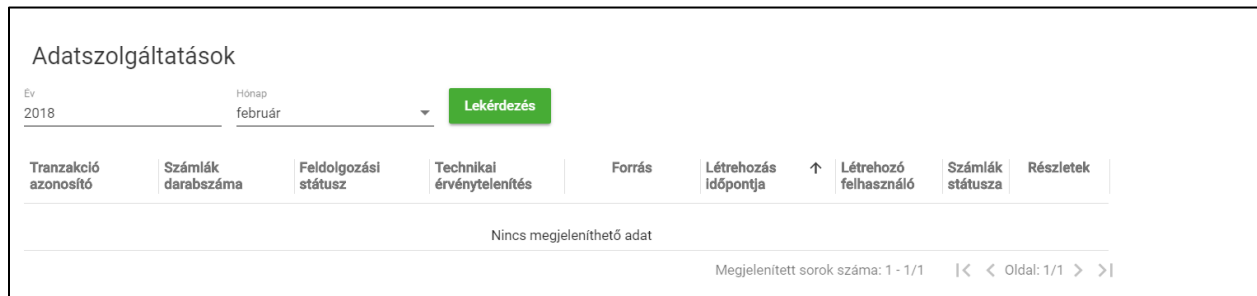 Adatszolgáltatások
Év
Hónap
2018
február
Lekérdezés
Tranzakció azonosító
Számlák darabszáma
Feldolgozási státusz
Technikai érvénytelenítés
Forrás
Létrehozás időpontja
Létrehozó felhasználó
Számlák státusza
Részletek
Nincs megjeleníthető adat
Megjelenített sorok száma: 1 - 1/1
Oldal: 1/1